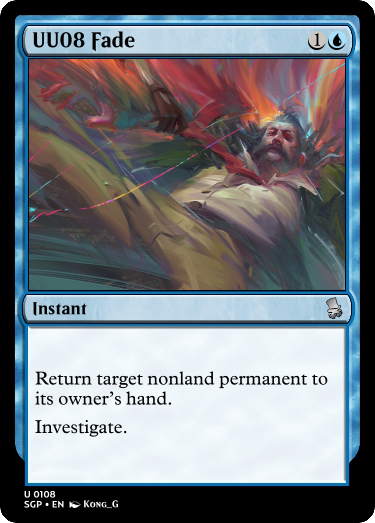 UU08 Fade
1
Instant
Return target nonland permanent to
its owner's hand.
Investigate.
U 0108
SGP • EN Kong_G